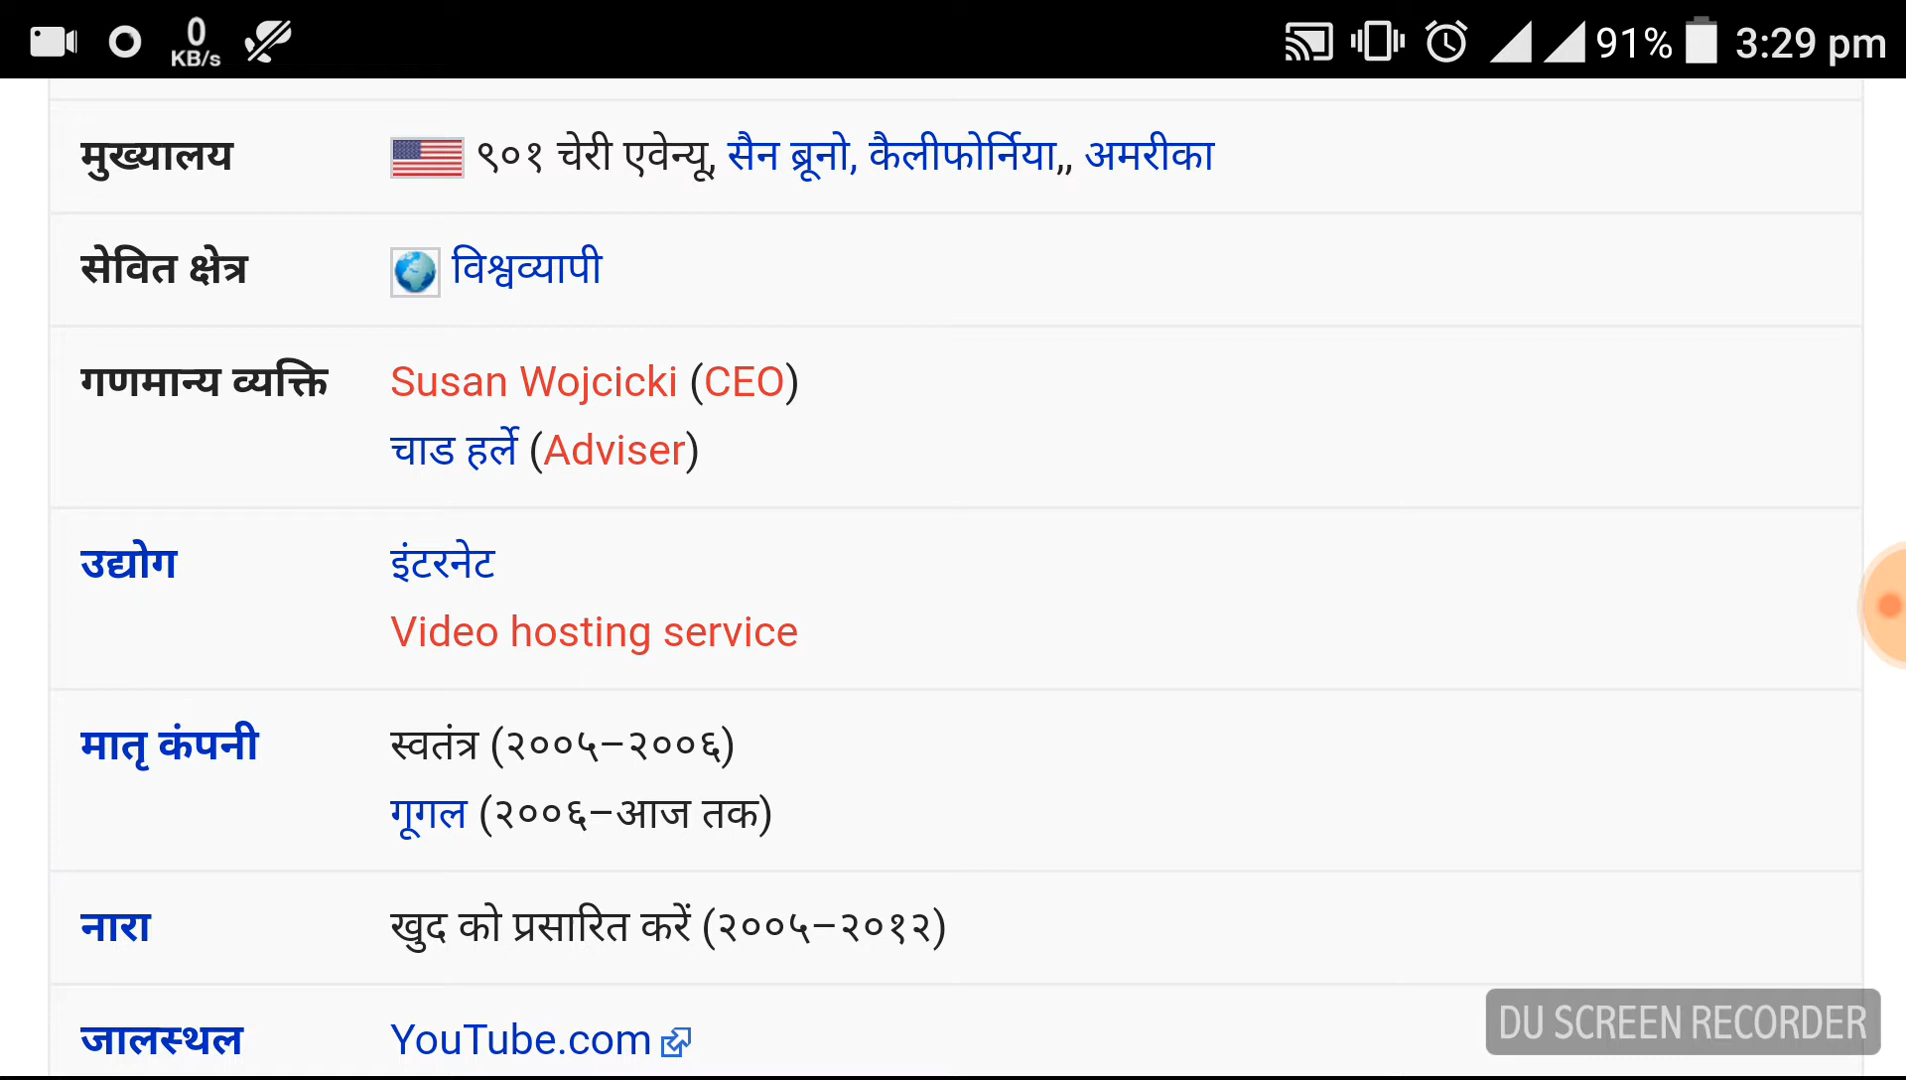 0
KB/s
91% 3:29 pm
मुख्यालय ९०१ चेरी एवेन्यू, सैन ब्रूनो, कैलीफोर्निया,, अमरीका
सेवित क्षेत्र विश्वव्यापी
गणमान्य व्यक्ति Susan Wojcicki (CEO)
चाड हर्ले (Adviser)
उद्योग इंटरनेट
Video hosting service
मातृ कंपनी स्वतंत्र (२००५–२००६)
गूगल (२००६–आज तक)
नारा खुद को प्रसारित करें (२००५–२०१२)
जालस्थल YouTube.com
DU SCREEN RECORDER